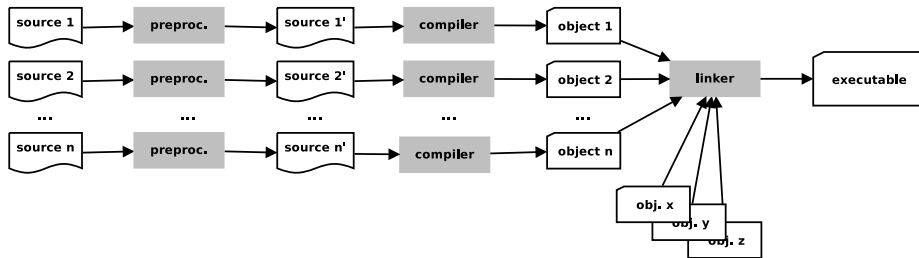 source 1 preproc. source 1' compiler object 1
source 2 preproc. source 2' compiler object 2 linker executable
... ... ... ... ...
source n preproc. source n' compiler object n
obj. x
obj. y
obj. z